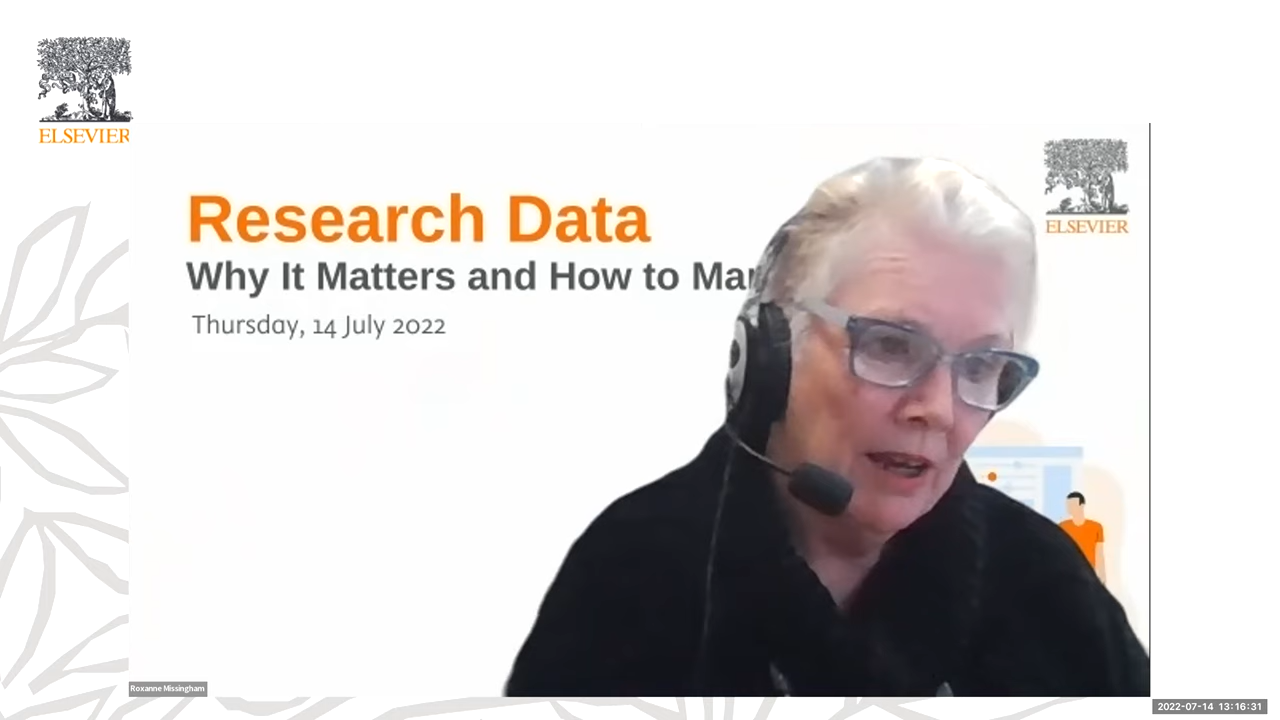 ELSEVIER
ELSEVIER
Research Data
Why It Matters and How to Mar
Thursday, 14 July 2022
Roxanne Missingham
2022-07-14 13:16:31